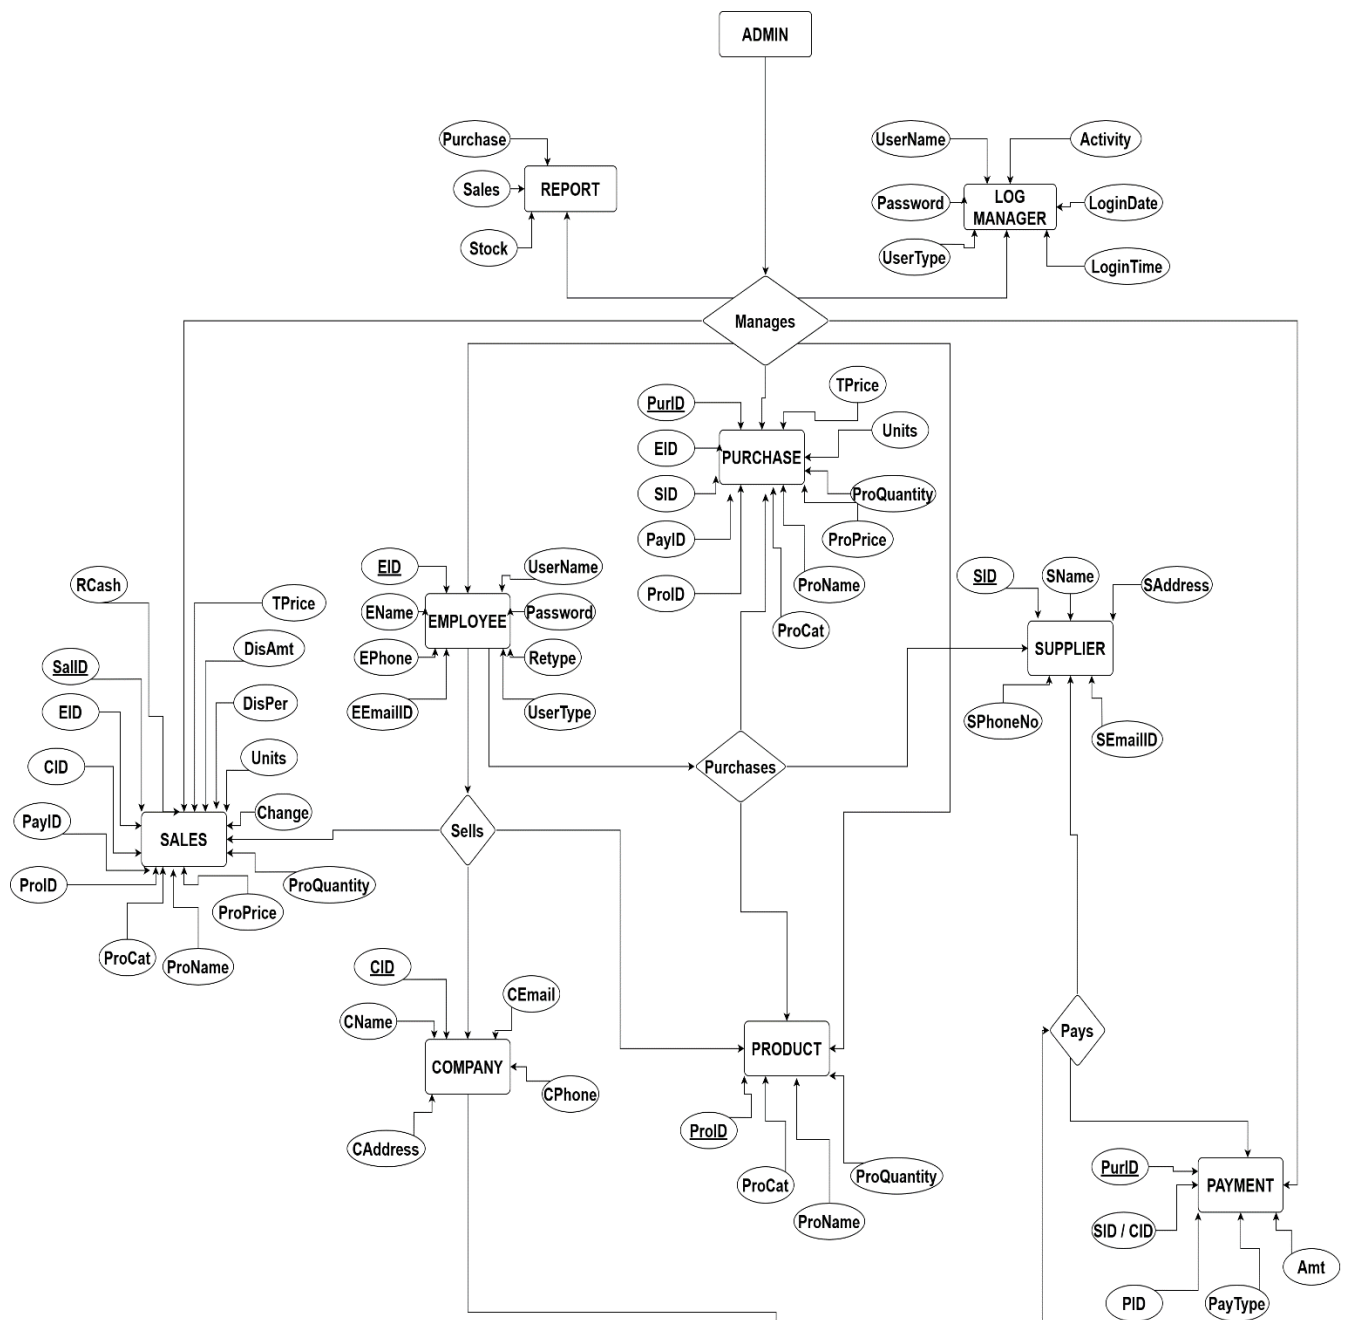 ADMIN
Purchase
UserName
Activity
Sales
REPORT
Password
LOG
MANAGER
LoginDate
Stock
UserType
LoginTime
Manages
TPrice
PurID
Units
EID
PURCHASE
SID
ProQuantity
PayID
ProPrice
ProID
ProName
ProCat
EID
UserName
EName
EMPLOYEE
Password
EPhone
Retype
EEmailID
UserType
SID
SName
SAddress
SUPPLIER
SPhoneNo
SEmailID
RCash
TPrice
DisAmt
SalID
DisPer
EID
Units
CID
Change
PayID
SALES
ProID
ProQuantity
ProPrice
ProCat
ProName
Purchases
Sells
CID
CEmail
CName
COMPANY
CPhone
CAddress
PRODUCT
ProID
ProCat
ProQuantity
ProName
Pays
PurID
PAYMENT
SID / CID
Amt
PID
PayType